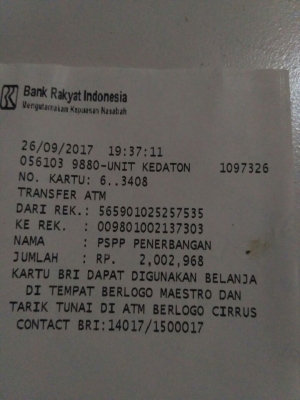 Bank Rakyat Indonesia
Mengutamakan Kepuasan Nasabah
26/09/2017 19:37:11
056103 9880-UNIT KEDATON 1097326
NO. KARTU: 6..3408
TRANSFER ATM
DARI REK.: 565901025257535
KE REK. : 009801002137303
NAMA : PSPP PENERBANGAN
JUMLAH : RP. 2,002,968
KARTU BRI DAPAT DIGUNAKAN BELANJA
DI TEMPAT BERLOGO MAESTRO DAN
TARIK TUNAI DI ATM BERLOGO CIRRUS
CONTACT BRI:14017/1500017